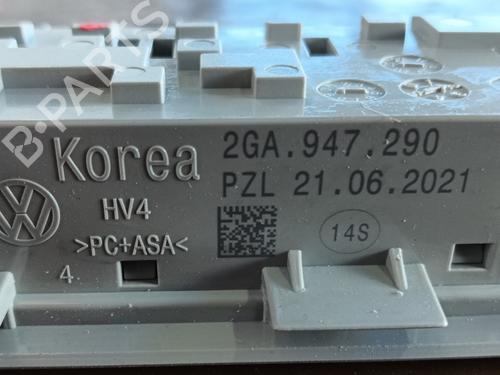 B-PARTS
Korea 2GA.947.290
PZL 21.06.2021
HV4
14S
>PC+ASA<
4